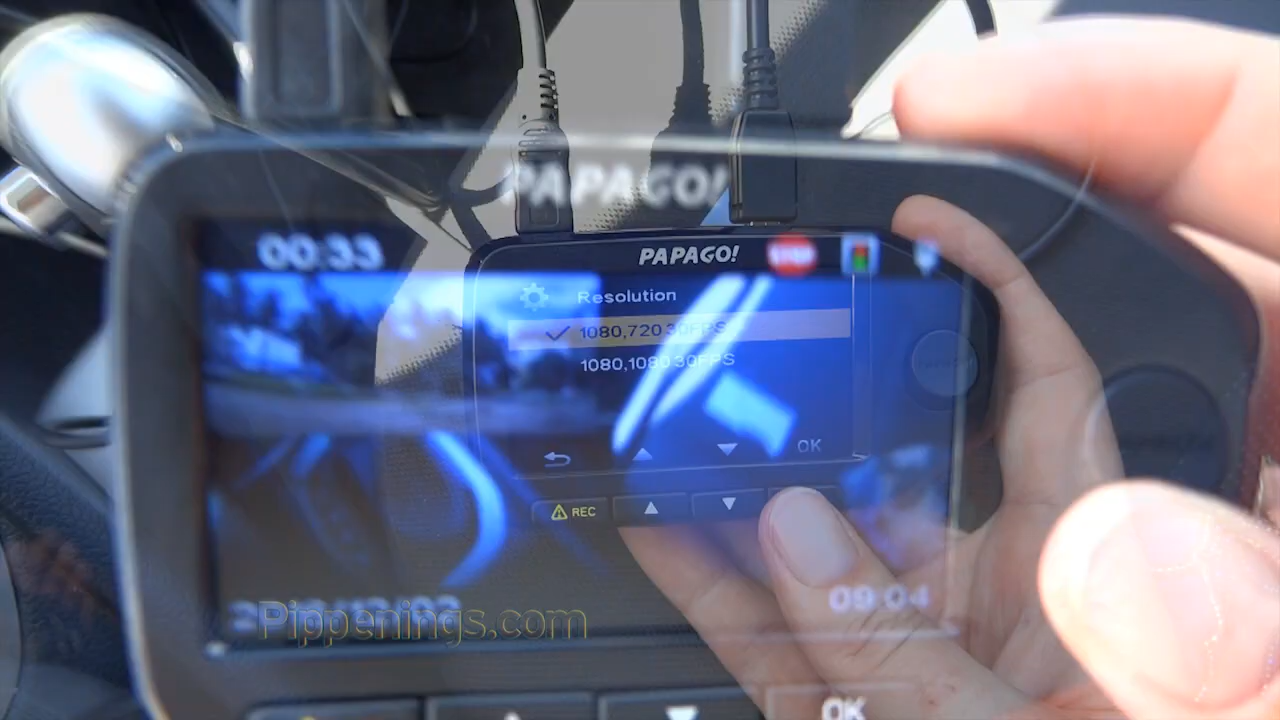 PAPAGO!
00:33
PAPAGO!
STOP
Resolution
1080,720 30FPS
1080,1080 30FPS
OK
REC
09:04
Pippenings.com
OK